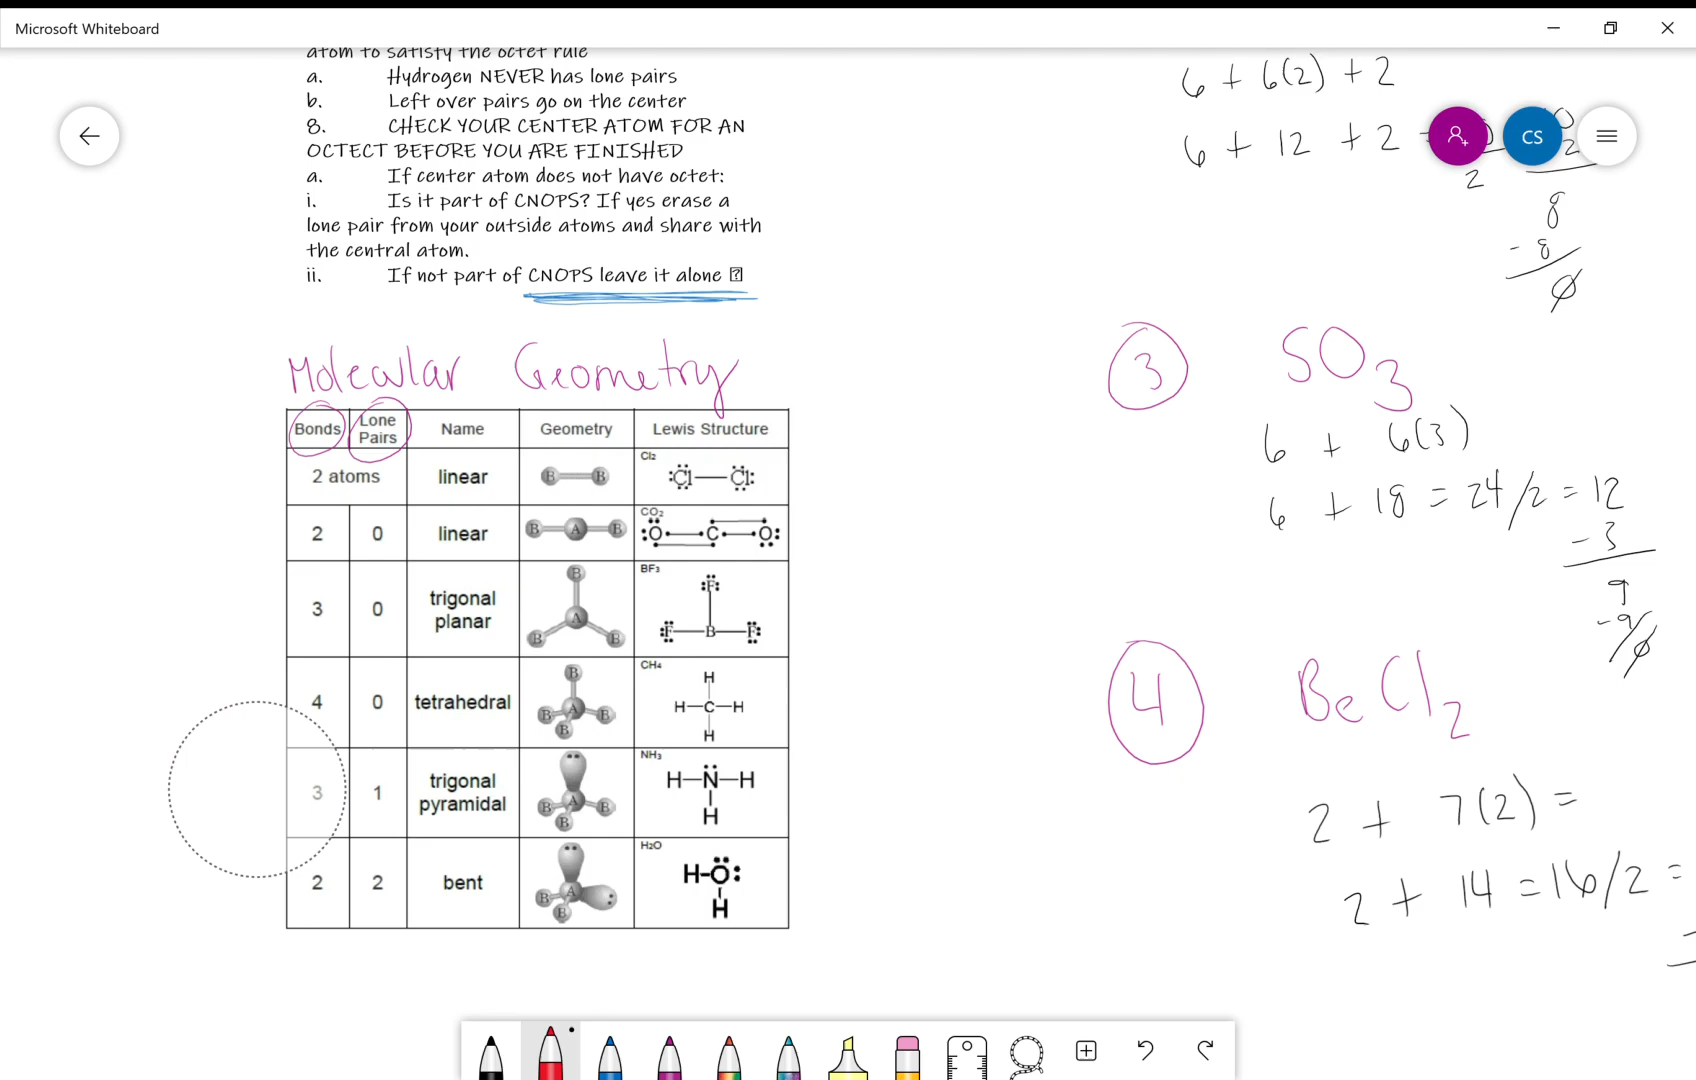 Microsoft Whiteboard
atom to satisfy the octet rule
a. Hydrogen NEVER has lone pairs
b. Left over pairs go on the center
8. CHECK YOUR CENTER ATOM FOR AN
OCTECT BEFORE YOU ARE FINISHED
a. If center atom does not have octet:
i. Is it part of CNOPS? If yes erase a
lone pair from your outside atoms and share with
the central atom.
ii. If not part of CNOPS leave it alone
Molecular Geometry
Bonds Lone Pairs Name Geometry Lewis Structure
2 atoms linear B B Cl2 :Cl—Cl:
2 0 linear B A B CO2 :O C O:
3 0 trigonal planar B A B B BF3 F F B F
4 0 tetrahedral B B A B B CH4 H H—C—H H
3 1 trigonal pyramidal B A B B NH3 H—N—H H
2 2 bent B A B H2O H-O: H
6 + 6(2) + 2
6 + 12 + 2
2
2
8
- 8
0
CS
3 SO3
6 + 6(3)
6 + 18 = 24/2 = 12
- 3
9
- 9
0
4 BeCl2
2 + 7(2) =
2 + 14 = 16/2 =